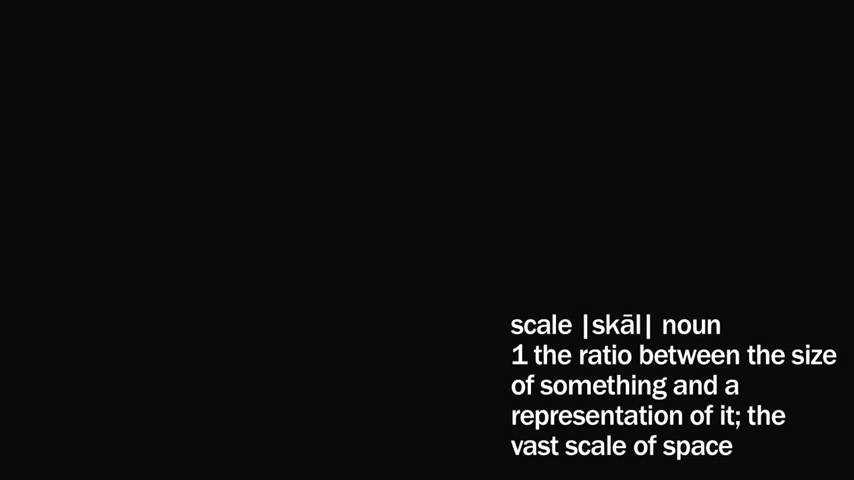 scale |skāl| noun
1 the ratio between the size
of something and a
representation of it; the
vast scale of space